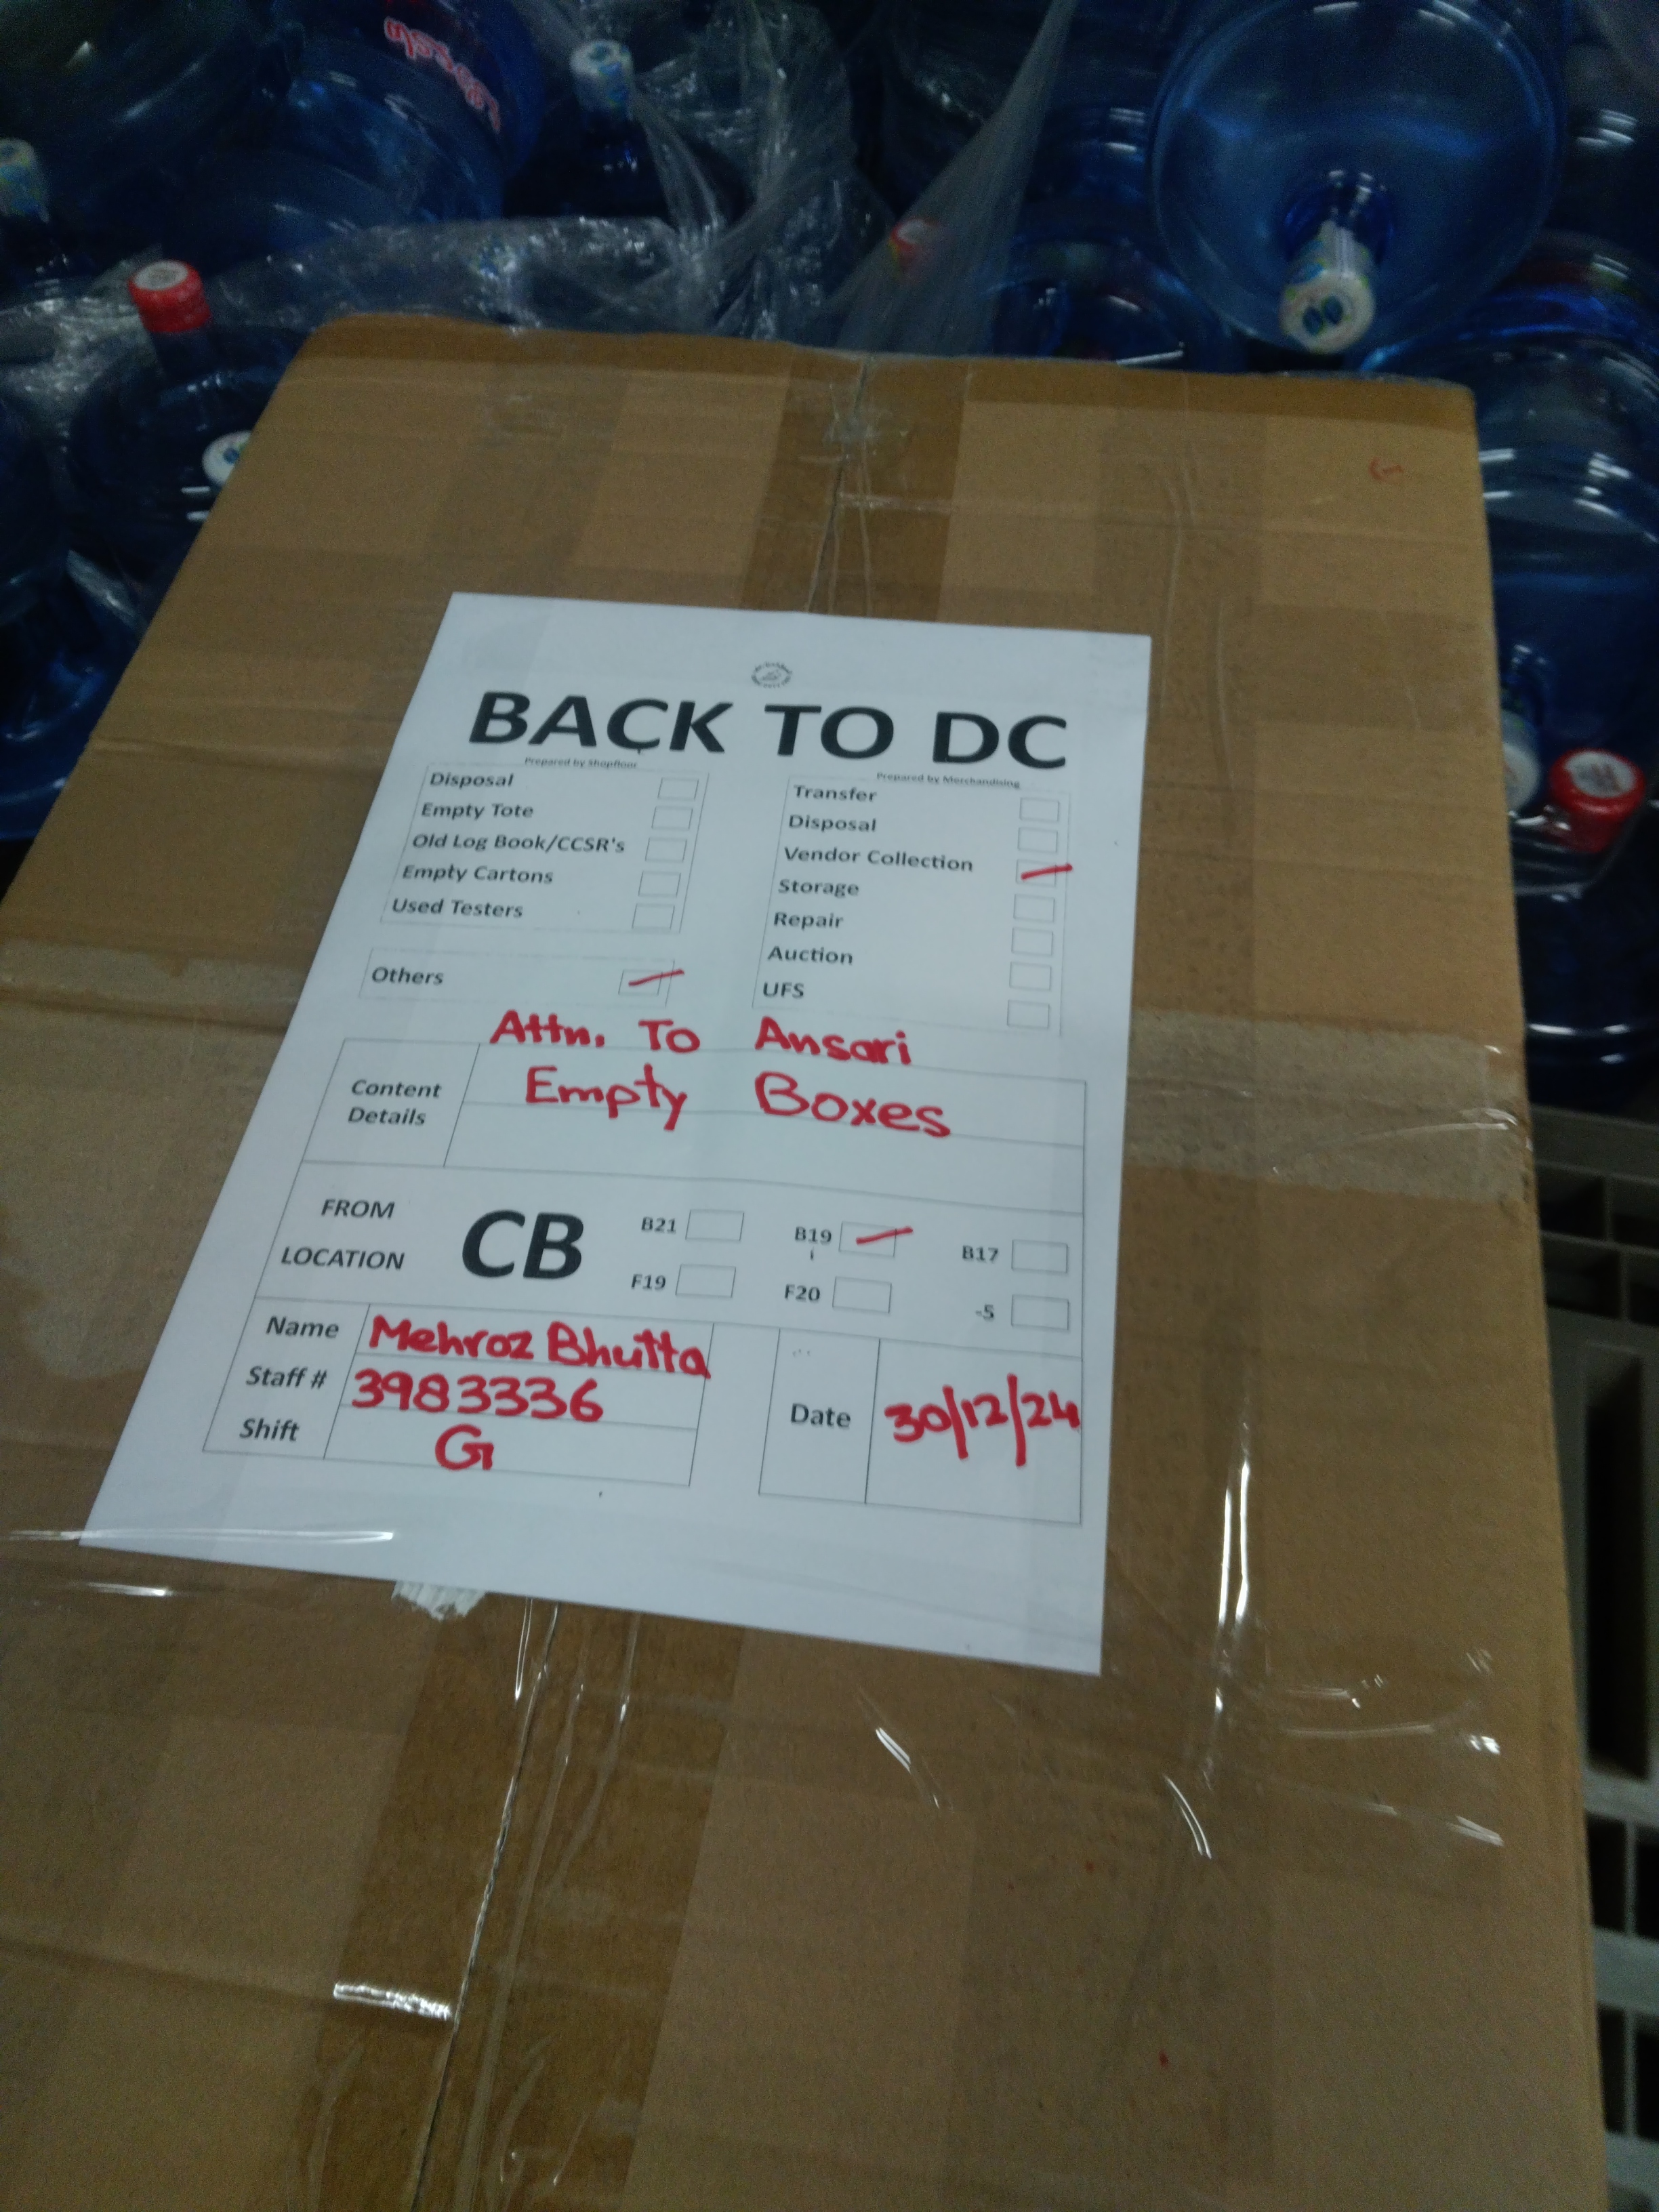 BACK TO DC
Prepared by Shopfloor
Disposal
Empty Tote
Old Log Book/CCSR's
Empty Cartons
Used Testers
Others
Prepared by Merchandising
Transfer
Disposal
Vendor Collection
Storage
Repair
Auction
UFS
Attn. To Ansari
Content Details
Empty Boxes
FROM LOCATION
CB
B21
B19
B17
F19
F20
-5
Name Mehroz Bhutta
Staff # 3983336
Shift G
Date 30/12/24